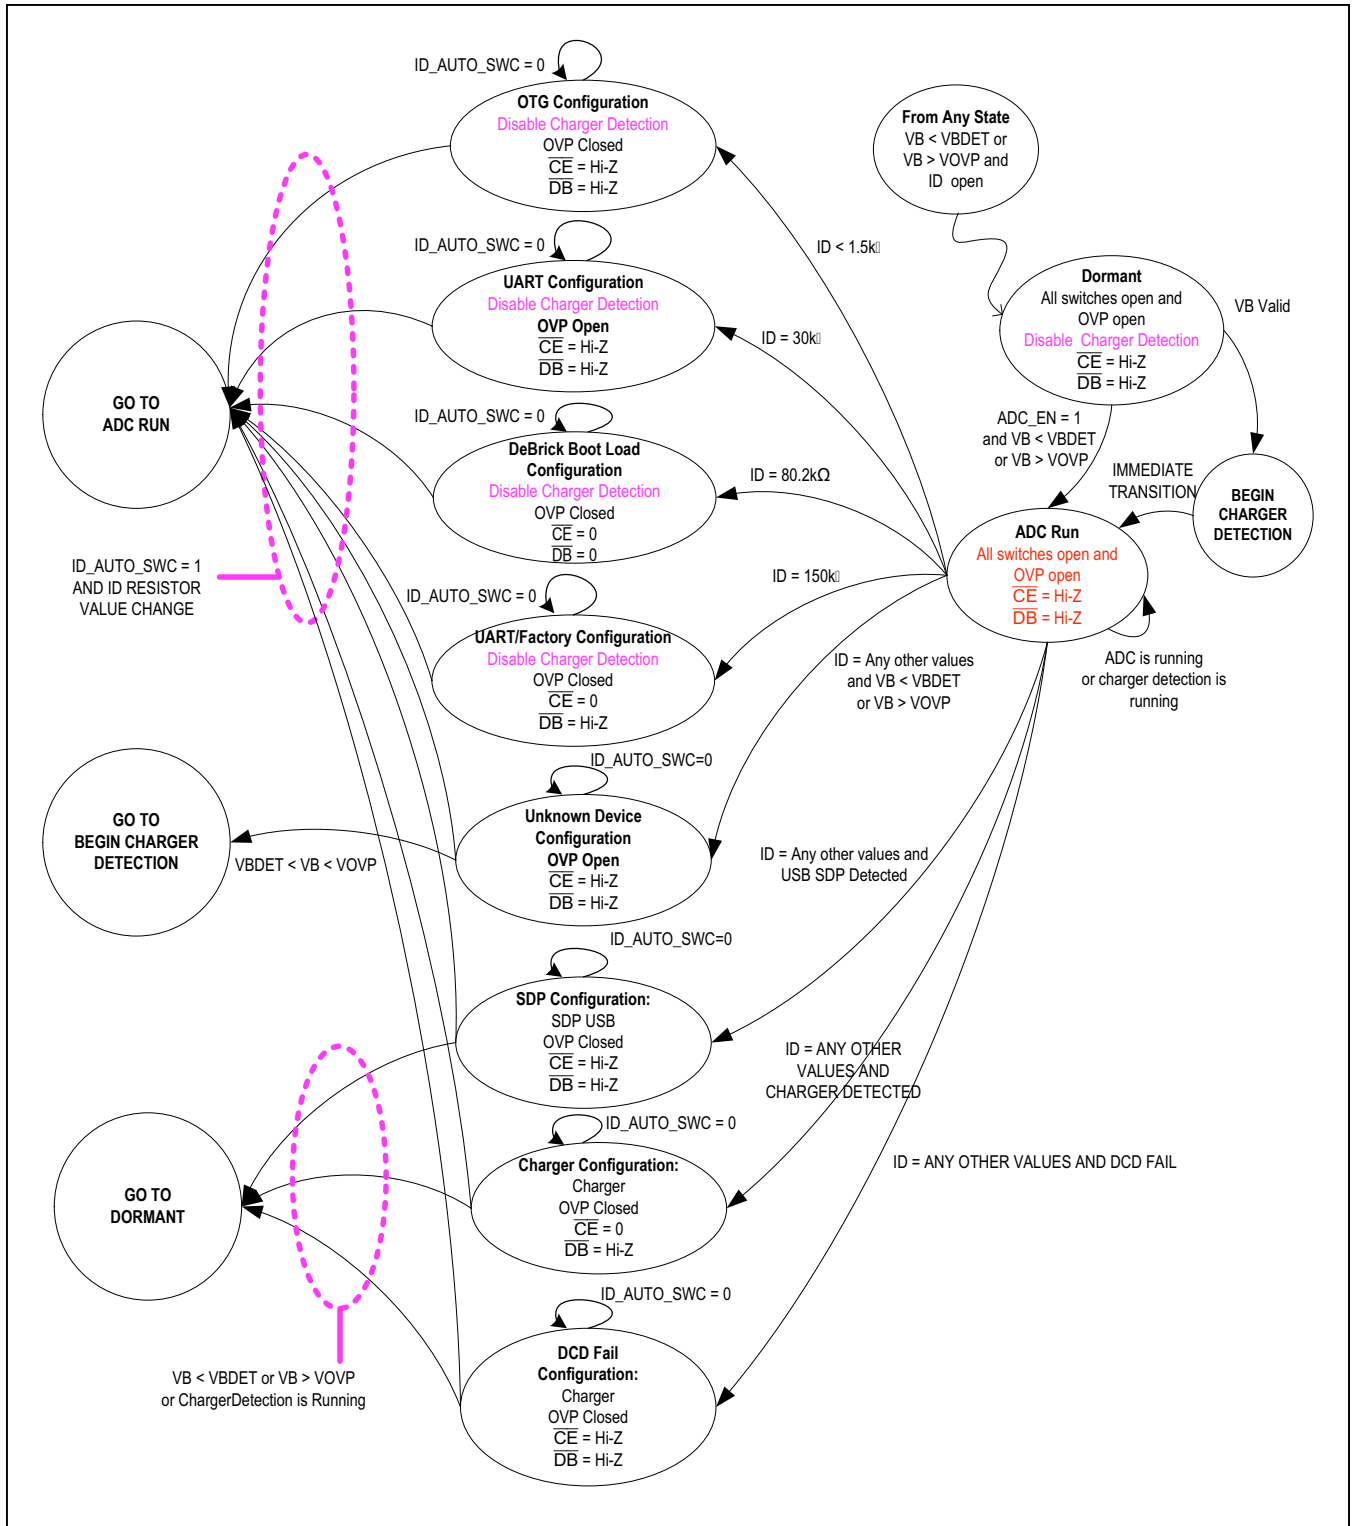 ID_AUTO_SWC = 0
OTG Configuration
Disable Charger Detection
OVP Closed
CE = Hi-Z
DB = Hi-Z
From Any State
VB < VBDET or
VB > VOVP and
ID open
ID_AUTO_SWC = 0
UART Configuration
Disable Charger Detection
OVP Open
CE = Hi-Z
DB = Hi-Z
ID < 1.5k
Dormant
All switches open and
OVP open
Disable Charger Detection
CE = Hi-Z
DB = Hi-Z
VB Valid
ID = 30k
GO TO
ADC RUN
ID_AUTO_SWC = 0
DeBrick Boot Load
Configuration
Disable Charger Detection
OVP Closed
CE = 0
DB = 0
ID = 80.2kΩ
ADC_EN = 1
and VB < VBDET
or VB > VOVP
IMMEDIATE
TRANSITION
BEGIN
CHARGER
DETECTION
ADC Run
All switches open and
OVP open
CE = Hi-Z
DB = Hi-Z
ID_AUTO_SWC = 1
AND ID RESISTOR
VALUE CHANGE
ID_AUTO_SWC = 0
UART/Factory Configuration
Disable Charger Detection
OVP Closed
CE = 0
DB = Hi-Z
ID = 150k
ID = Any other values
and VB < VBDET
or VB > VOVP
ADC is running
or charger detection is
running
ID_AUTO_SWC=0
Unknown Device
Configuration
OVP Open
CE = Hi-Z
DB = Hi-Z
GO TO
BEGIN CHARGER
DETECTION
VBDET < VB < VOVP
ID = Any other values and
USB SDP Detected
ID_AUTO_SWC=0
SDP Configuration:
SDP USB
OVP Closed
CE = Hi-Z
DB = Hi-Z
ID = ANY OTHER
VALUES AND
CHARGER DETECTED
ID_AUTO_SWC = 0
Charger Configuration:
Charger
OVP Closed
CE = 0
DB = Hi-Z
ID = ANY OTHER VALUES AND DCD FAIL
GO TO
DORMANT
ID_AUTO_SWC = 0
DCD Fail
Configuration:
Charger
OVP Closed
CE = Hi-Z
DB = Hi-Z
VB < VBDET or VB > VOVP
or ChargerDetection is Running